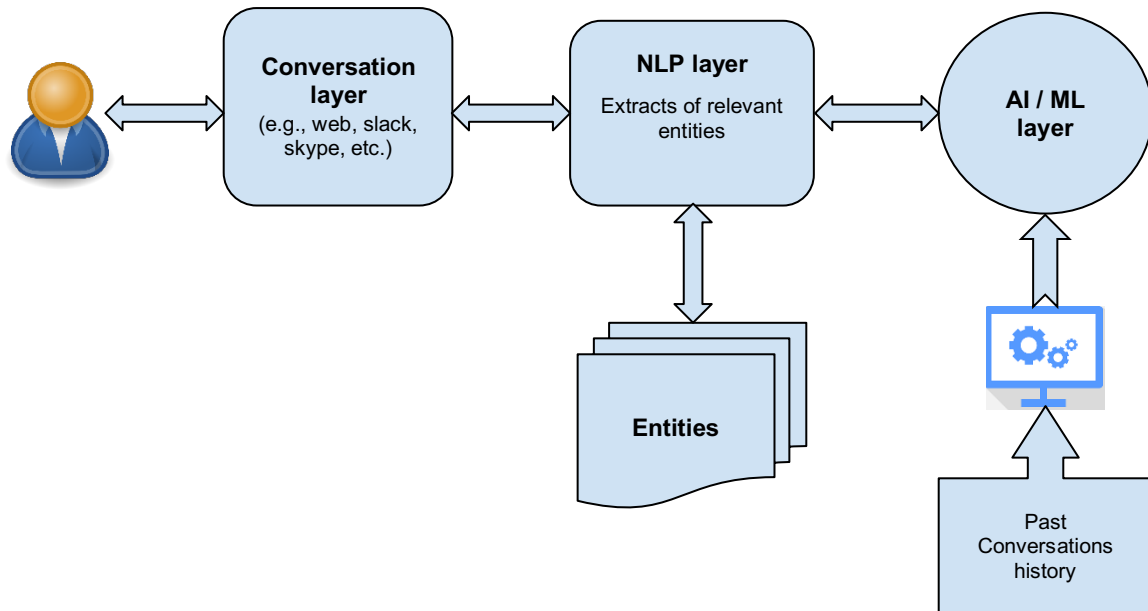 Conversation
layer
(e.g., web, slack,
skype, etc.)
NLP layer
Extracts of relevant
entities
AI / ML
layer
Entities
Past
Conversations
history